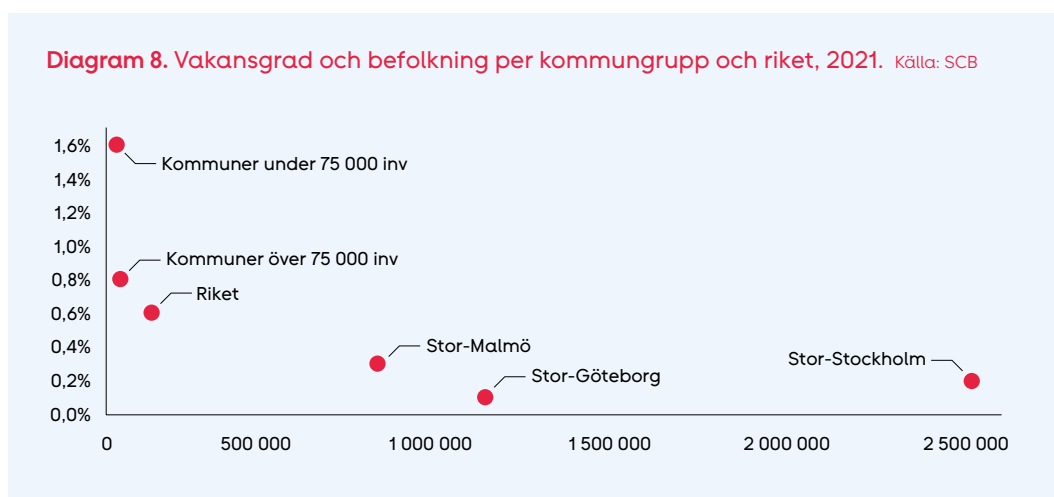 Diagram 8. Vakansgrad och befolkning per kommungrupp och riket, 2021. Källa: SCB
1,6%
Kommuner under 75 000 inv
1,4%
1,2%
1,0%
Kommuner över 75 000 inv
0,8%
Riket
0,6%
0,4%
Stor-Malmö
Stor-Stockholm
Stor-Göteborg
0,2%
0,0%
0 500 000 1 000 000 1 500 000 2 000 000 2 500 000